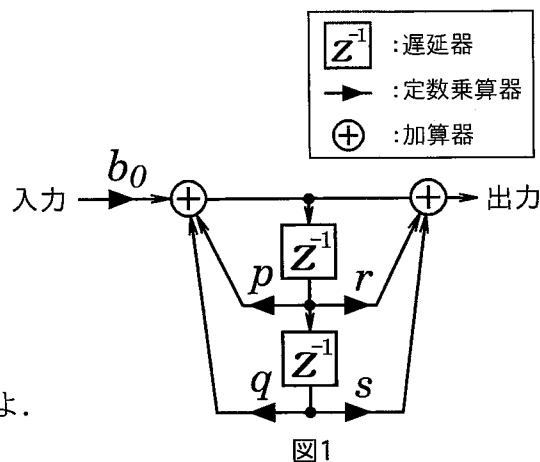 z⁻¹ :遅延器
:定数乗算器
:加算器
入力 b₀ 出力
z⁻¹
p r
z⁻¹
q s
よ.
図1